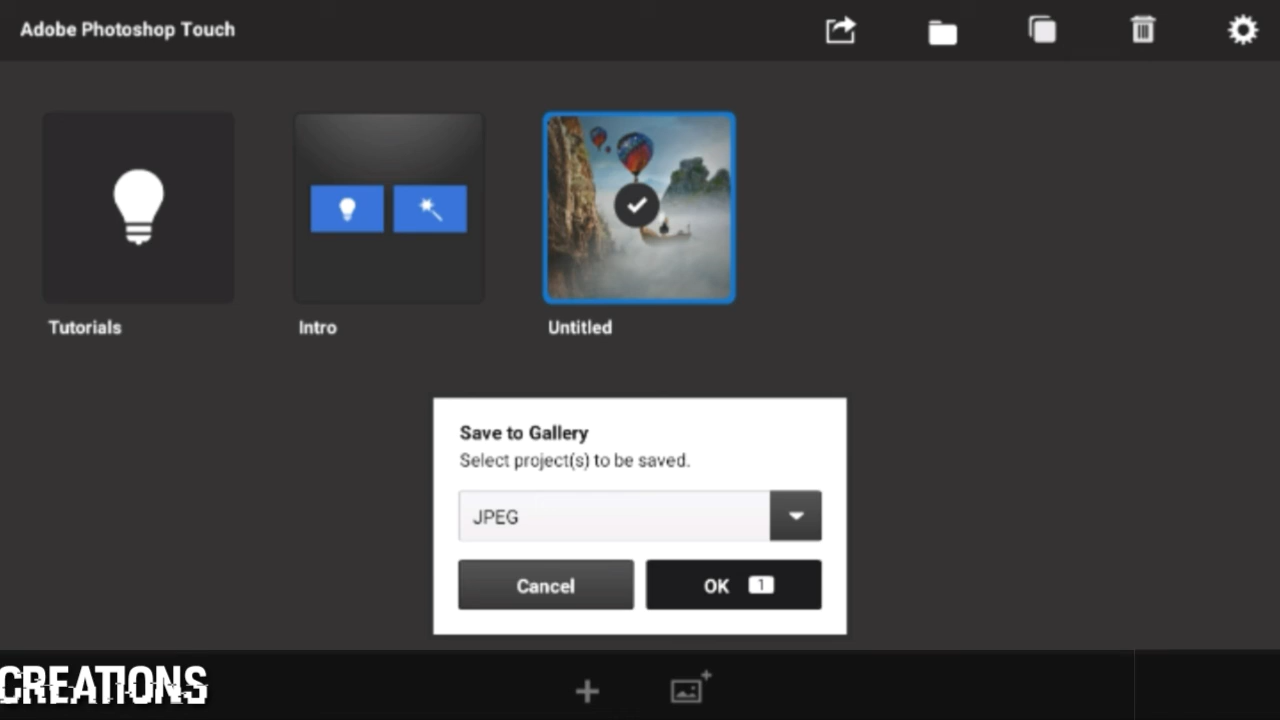 Adobe Photoshop Touch
Tutorials
Intro
Untitled
Save to Gallery
Select project(s) to be saved.
JPEG
Cancel
OK 1
CREATIONS